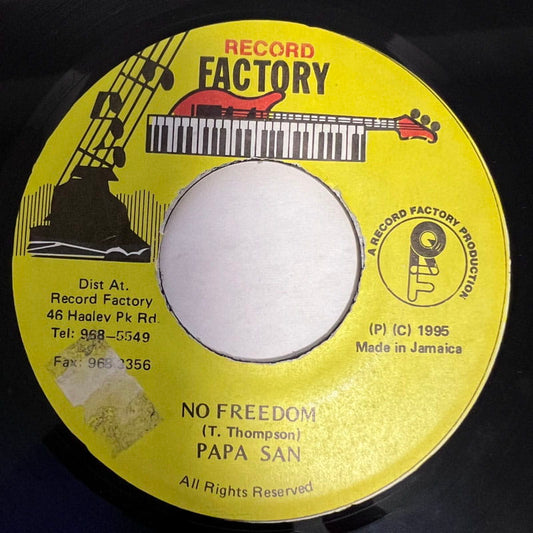 RECORD
FACTORY
A RECORD FACTORY PRODUCTION
Dist At.
Record Factory
46 Hagley Pk Rd.
Tel: 968-5549
Fax: 968 3356
(P) (C) 1995
Made in Jamaica
NO FREEDOM
(T. Thompson)
PAPA SAN
All Rights Reserved